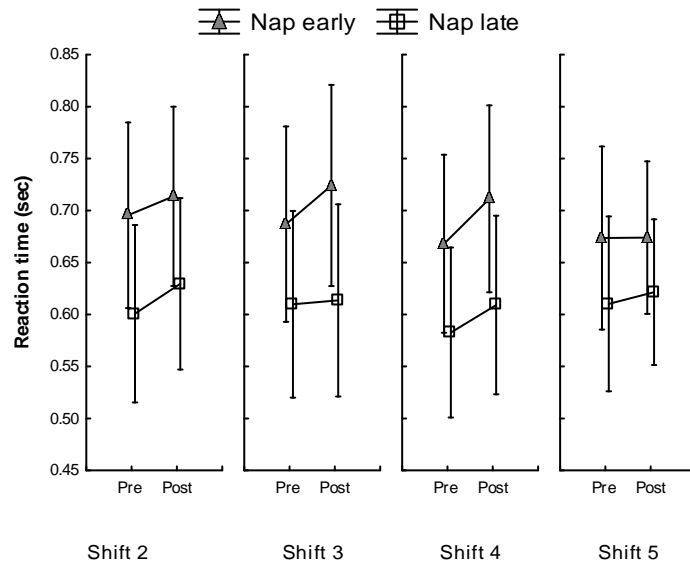 Nap early Nap late
Reaction time (sec)
0.85
0.80
0.75
0.70
0.65
0.60
0.55
0.50
0.45
Pre Post Pre Post Pre Post Pre Post
Shift 2 Shift 3 Shift 4 Shift 5